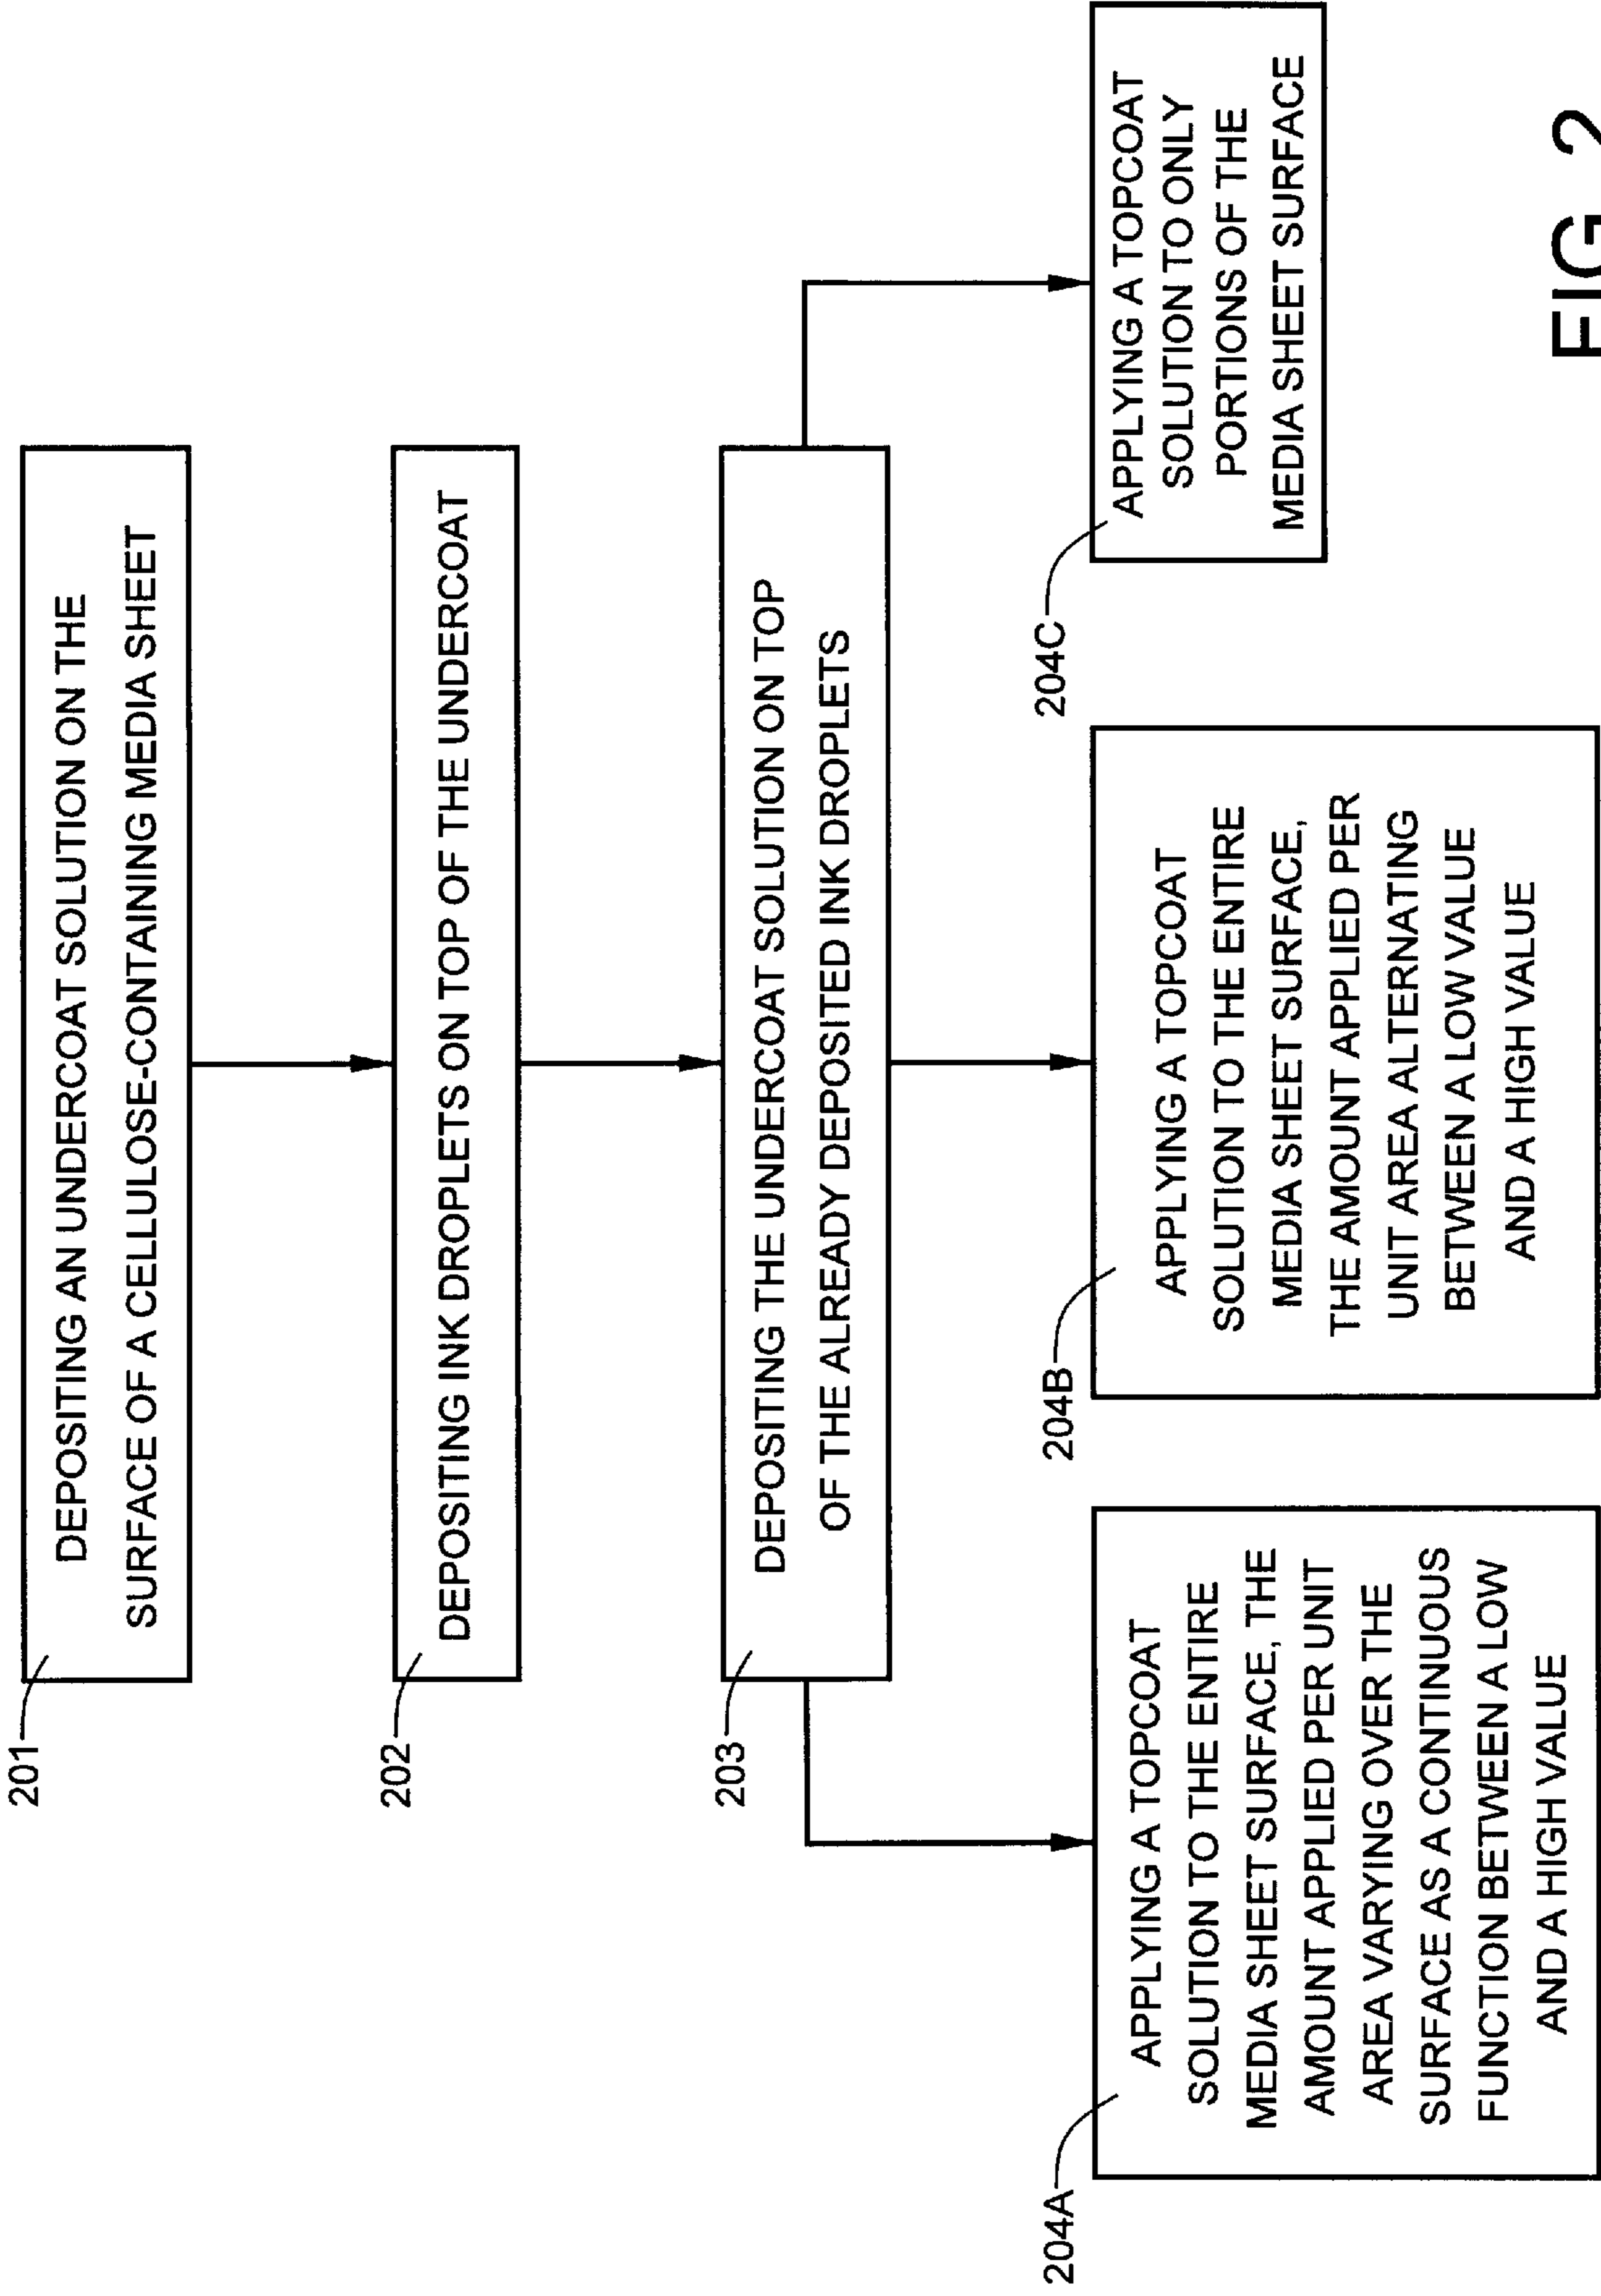 201
DEPOSITING AN UNDERCOAT SOLUTION ON THE
SURFACE OF A CELLULOSE-CONTAINING MEDIA SHEET
202
DEPOSITING INK DROPLETS ON TOP OF THE UNDERCOAT
203
DEPOSITING THE UNDERCOAT SOLUTION ON TOP
OF THE ALREADY DEPOSITED INK DROPLETS
204A
APPLYING A TOPCOAT
SOLUTION TO THE ENTIRE
MEDIA SHEET SURFACE, THE
AMOUNT APPLIED PER UNIT
AREA VARYING OVER THE
SURFACE AS A CONTINUOUS
FUNCTION BETWEEN A LOW
AND A HIGH VALUE
204B
APPLYING A TOPCOAT
SOLUTION TO THE ENTIRE
MEDIA SHEET SURFACE,
THE AMOUNT APPLIED PER
UNIT AREA ALTERNATING
BETWEEN A LOW VALUE
AND A HIGH VALUE
204C
APPLYING A TOPCOAT
SOLUTION TO ONLY
PORTIONS OF THE
MEDIA SHEET SURFACE
FIG. 2